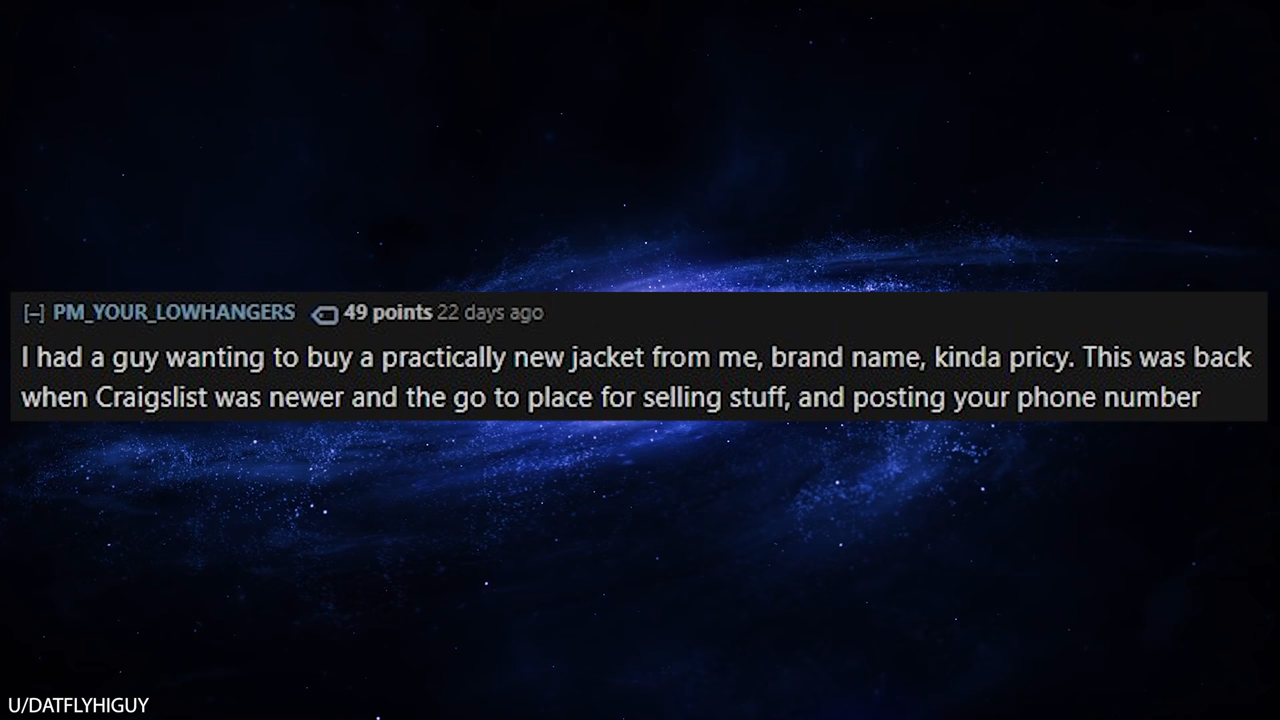 [–] PM_YOUR_LOWHANGERS 49 points 22 days ago
I had a guy wanting to buy a practically new jacket from me, brand name, kinda pricy. This was back
when Craigslist was newer and the go to place for selling stuff, and posting your phone number
U/DATFLYHIGUY